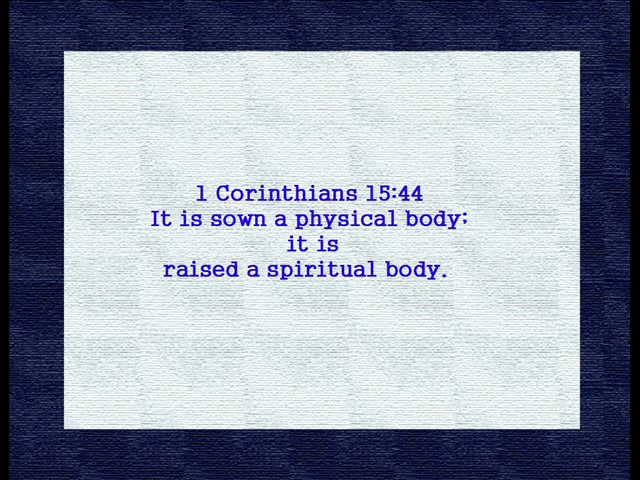 1 Corinthians 15:44
It is sown a physical body;
it is
raised a spiritual body.